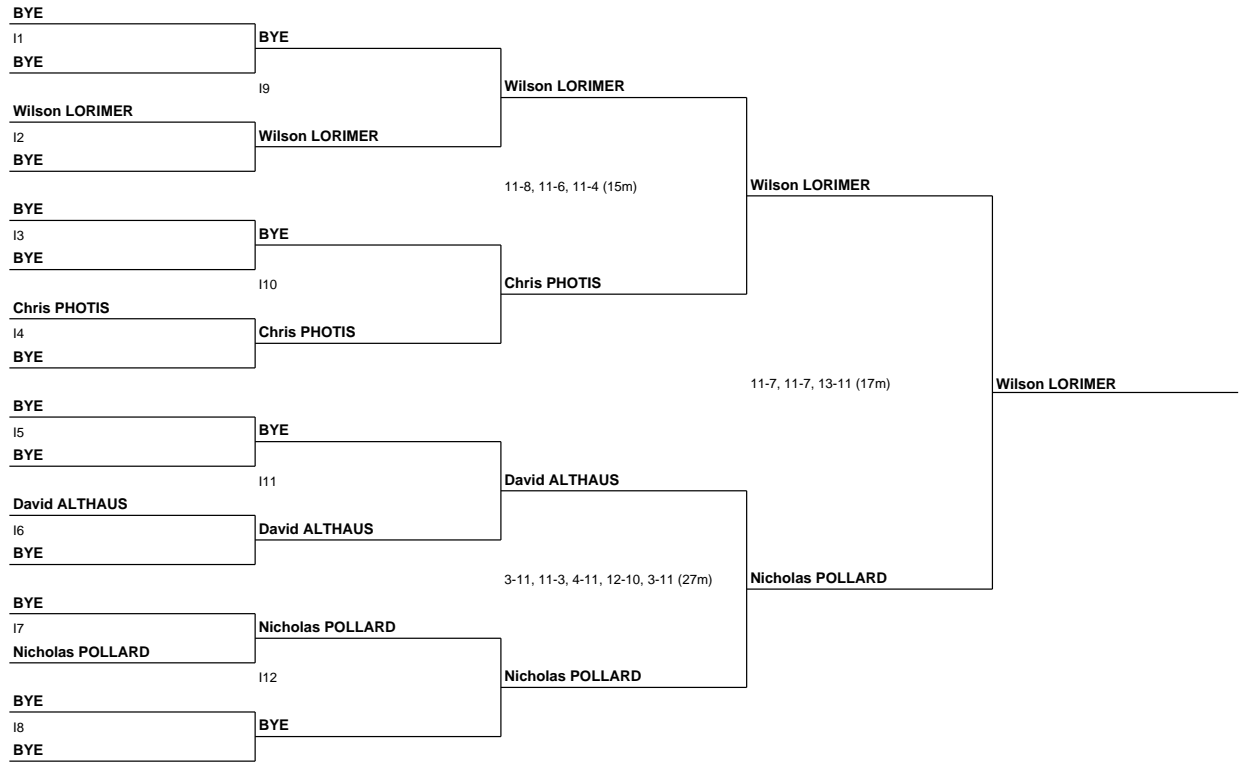 BYE
I1
BYE
BYE
I9
Wilson LORIMER
I2
BYE
Wilson LORIMER
Wilson LORIMER
11-8, 11-6, 11-4 (15m)
BYE
I3
BYE
BYE
I10
Chris PHOTIS
I4
BYE
Chris PHOTIS
Chris PHOTIS
Wilson LORIMER
11-7, 11-7, 13-11 (17m)
Wilson LORIMER
BYE
I5
BYE
BYE
I11
David ALTHAUS
I6
BYE
David ALTHAUS
David ALTHAUS
3-11, 11-3, 4-11, 12-10, 3-11 (27m)
Nicholas POLLARD
BYE
I7
Nicholas POLLARD
Nicholas POLLARD
I12
Nicholas POLLARD
BYE
I8
BYE
BYE